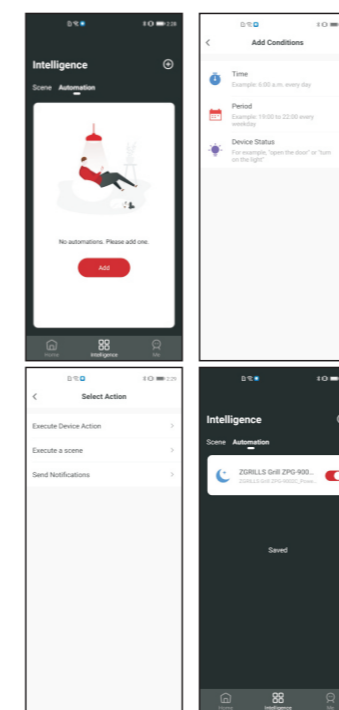 Intelligence
Scene Automation
No automations. Please add one.
Add
Home Intelligence Me
Add Conditions
Time
Example: 6:00 a.m. every day
Period
Example: 19:00 to 22:00 every
weekday
Device Status
For example, "open the door" or "turn
on the light"
Select Action
Execute Device Action
Execute a scene
Send Notifications
Intelligence
Scene Automation
ZGRILLS Grill ZPG-900...
Saved
Home Intelligence Me